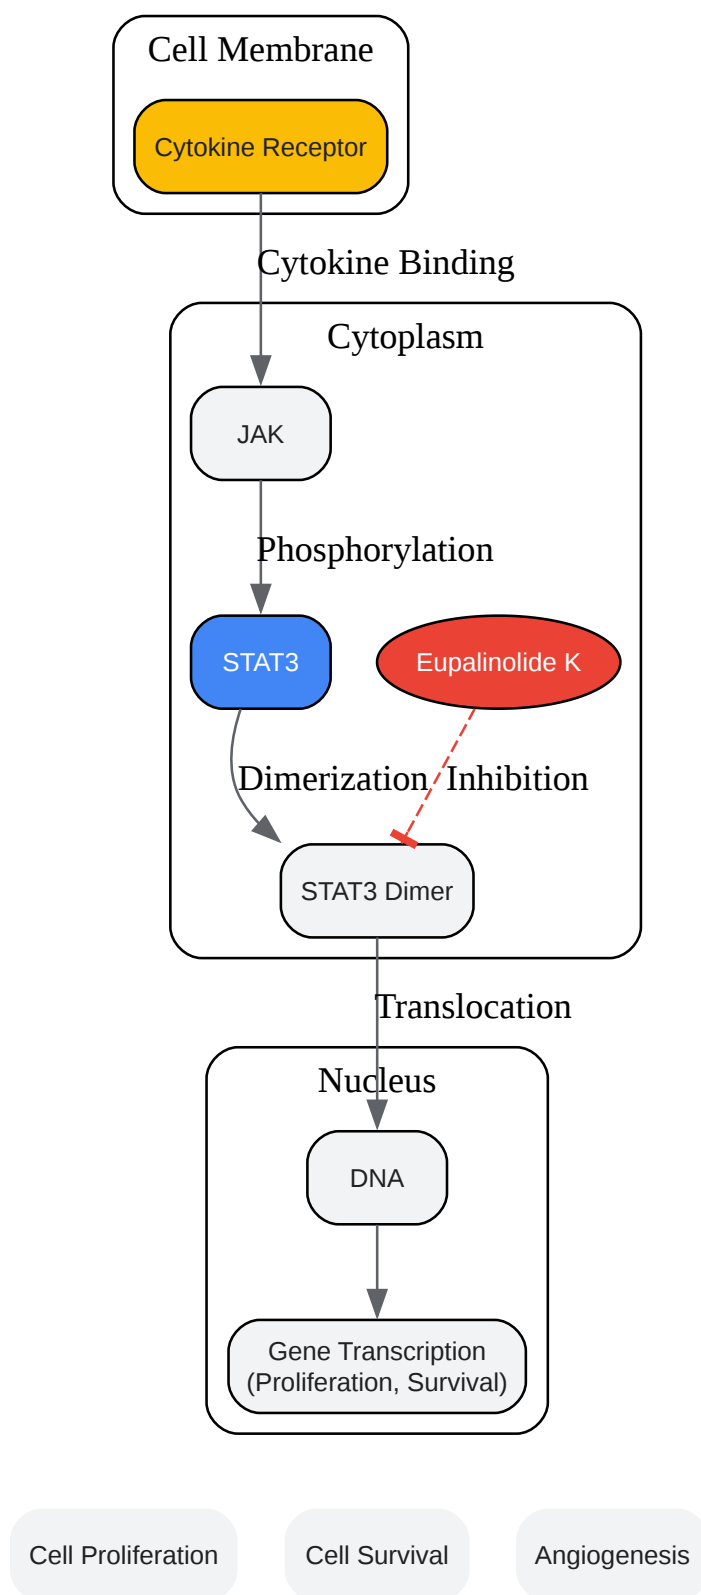 Cell Membrane
Cytokine Receptor
Cytokine Binding
Cytoplasm
JAK
Phosphorylation
STAT3
Eupalinolide K
Dimerization
Inhibition
STAT3 Dimer
Translocation
Nucleus
DNA
Gene Transcription
(Proliferation, Survival)
Cell Proliferation
Cell Survival
Angiogenesis